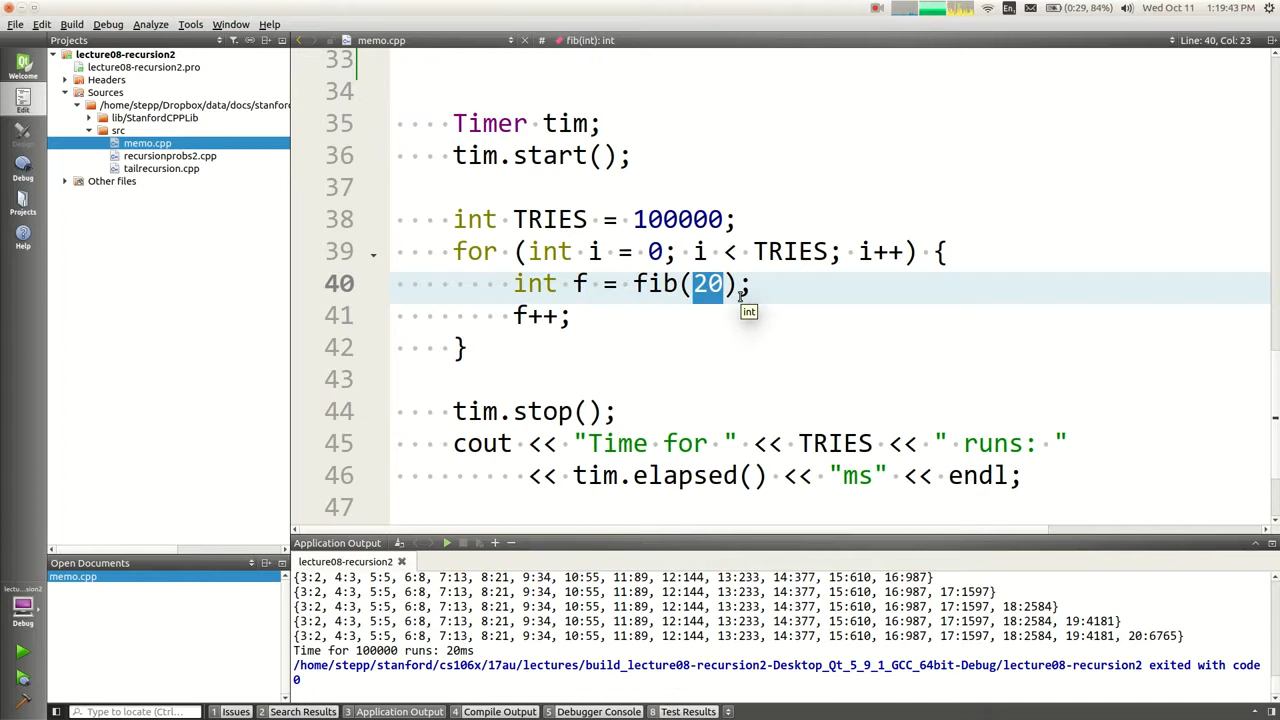 (0:29, 84%) Wed Oct 11 1:19:43 PM
En
File Edit Build Debug Analyze Tools Window Help
Projects
memo.cpp
# fib(int): int
Line: 40, Col: 23
Welcome
Edit
Design
Debug
Projects
Help
lecture08-recursion2
lecture08-recursion2.pro
Headers
Sources
/home/stepp/Dropbox/data/docs/stanford
lib/StanfordCPPLib
src
memo.cpp
recursionprobs2.cpp
tailrecursion.cpp
Other files
33
34
35 Timer tim;
36 tim.start();
37
38 int TRIES = 100000;
39 for (int i = 0; i < TRIES; i++) {
40 int f = fib(20);
int
41 f++;
42 }
43
44 tim.stop();
45 cout << "Time for " << TRIES << " runs: "
46 << tim.elapsed() << "ms" << endl;
47
Open Documents
memo.cpp
lectu...sion2
Debug
Application Output
lecture08-recursion2
{3:2, 4:3, 5:5, 6:8, 7:13, 8:21, 9:34, 10:55, 11:89, 12:144, 13:233, 14:377, 15:610, 16:987}
{3:2, 4:3, 5:5, 6:8, 7:13, 8:21, 9:34, 10:55, 11:89, 12:144, 13:233, 14:377, 15:610, 16:987, 17:1597}
{3:2, 4:3, 5:5, 6:8, 7:13, 8:21, 9:34, 10:55, 11:89, 12:144, 13:233, 14:377, 15:610, 16:987, 17:1597, 18:2584}
{3:2, 4:3, 5:5, 6:8, 7:13, 8:21, 9:34, 10:55, 11:89, 12:144, 13:233, 14:377, 15:610, 16:987, 17:1597, 18:2584, 19:4181}
{3:2, 4:3, 5:5, 6:8, 7:13, 8:21, 9:34, 10:55, 11:89, 12:144, 13:233, 14:377, 15:610, 16:987, 17:1597, 18:2584, 19:4181, 20:6765}
Time for 100000 runs: 20ms
/home/stepp/stanford/cs106x/17au/lectures/build_lecture08-recursion2-Desktop_Qt_5_9_1_GCC_64bit-Debug/lecture08-recursion2 exited with code
0
Type to locate (Ctrl...
1 Issues 2 Search Results 3 Application Output 4 Compile Output 5 Debugger Console 8 Test Results